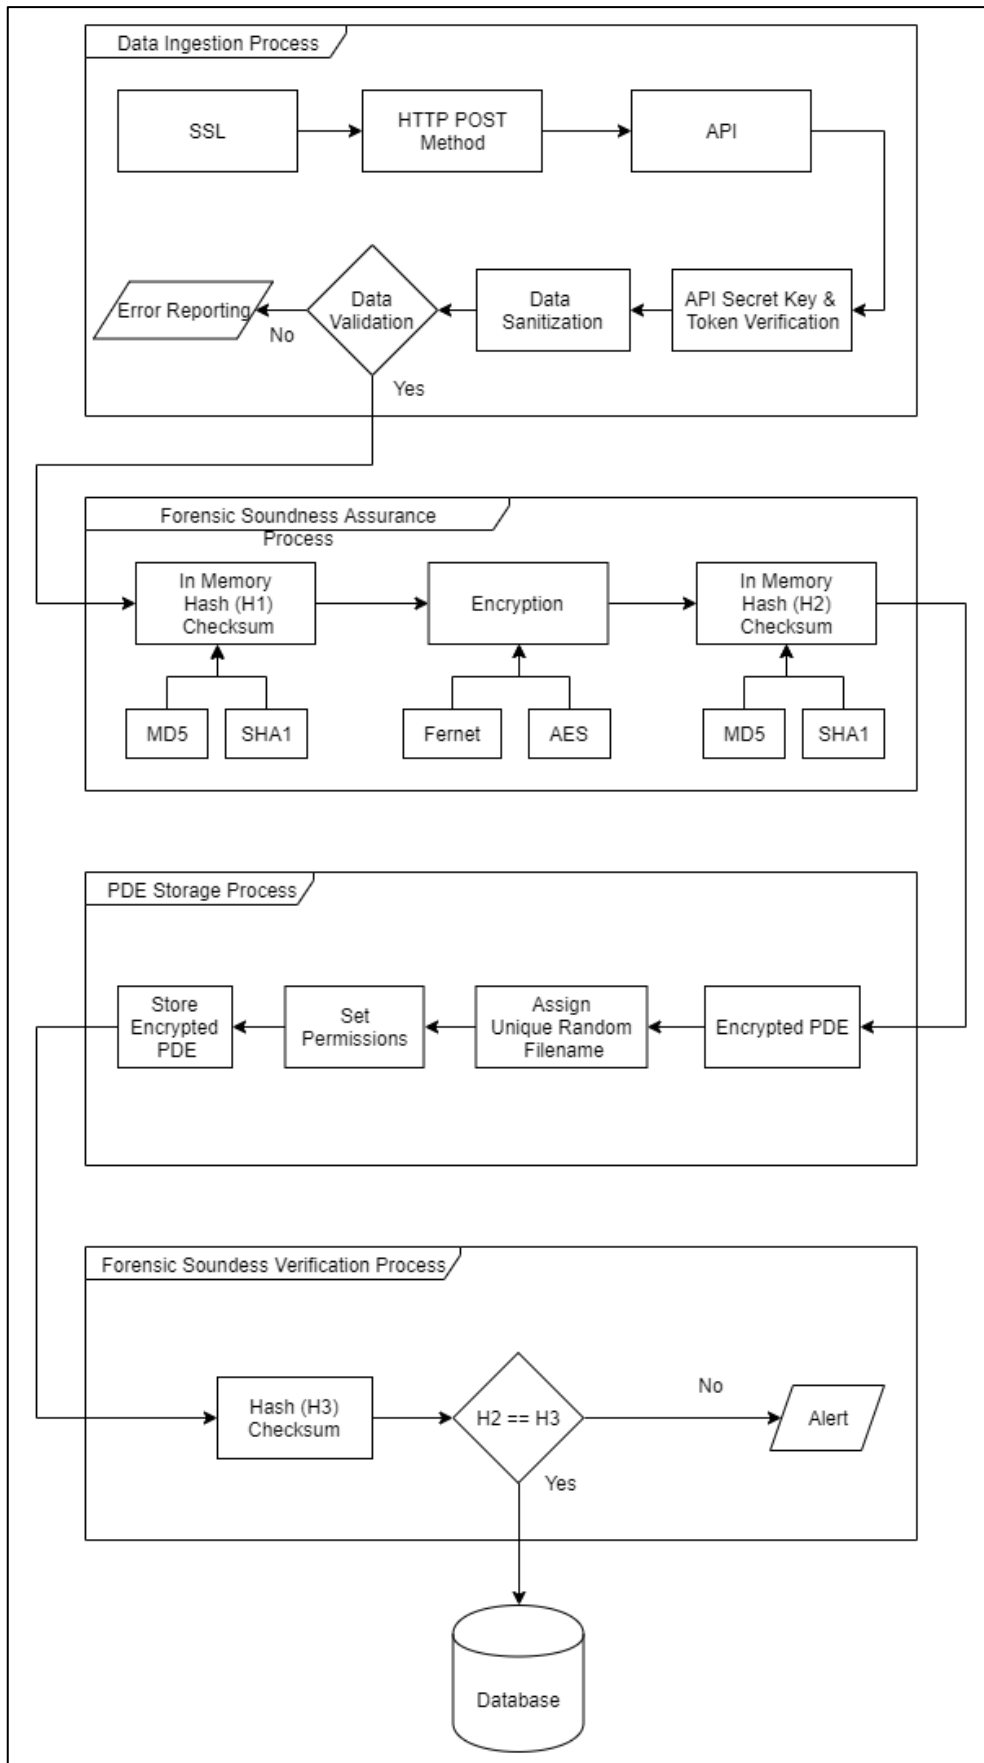 Data Ingestion Process
SSL
HTTP POST
Method
API
Error Reporting
No
Data
Validation
Yes
Data
Sanitization
API Secret Key &
Token Verification
Forensic Soundness Assurance
Process
In Memory
Hash (H1)
Checksum
Encryption
In Memory
Hash (H2)
Checksum
MD5
SHA1
Fernet
AES
MD5
SHA1
PDE Storage Process
Store
Encrypted
PDE
Set
Permissions
Assign
Unique Random
Filename
Encrypted PDE
Forensic Soundess Verification Process
Hash (H3)
Checksum
H2 == H3
No
Alert
Yes
Database